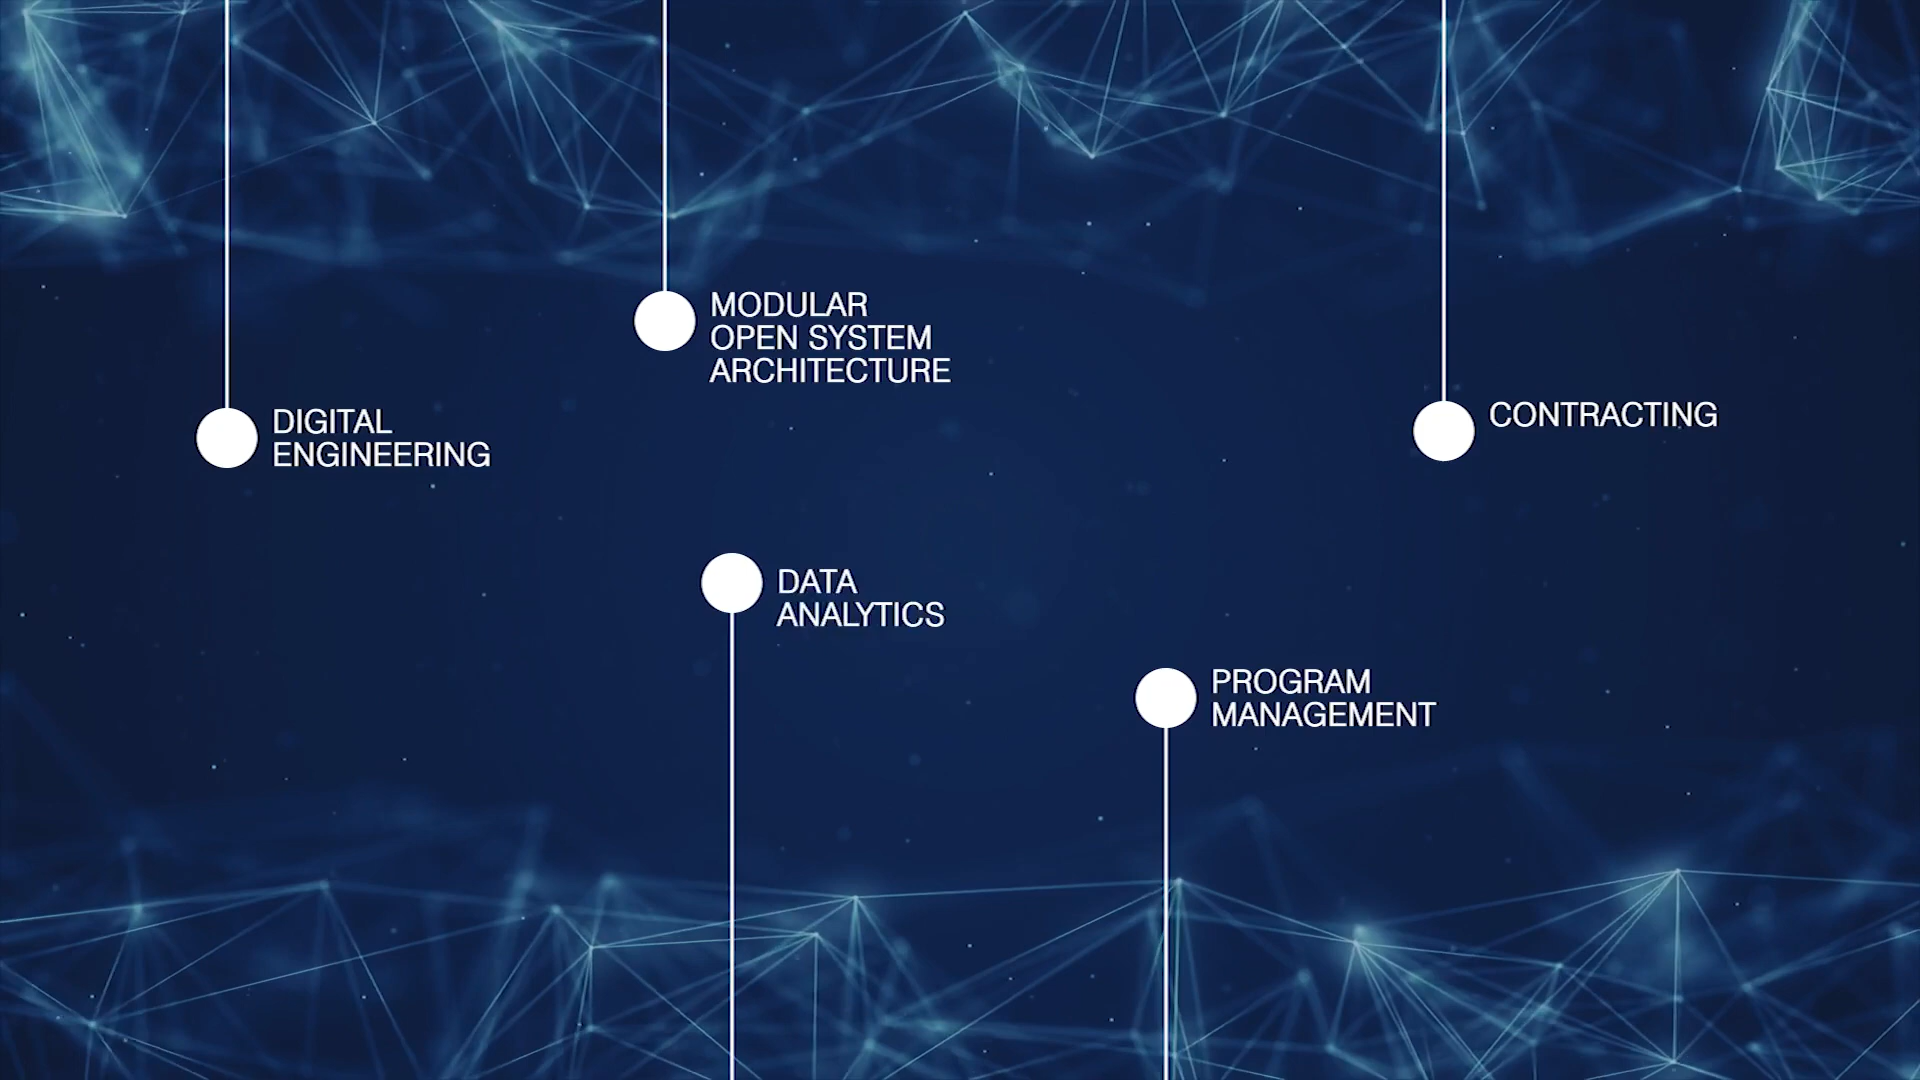 MODULAR
OPEN SYSTEM
ARCHITECTURE
DIGITAL
ENGINEERING
CONTRACTING
DATA
ANALYTICS
PROGRAM
MANAGEMENT